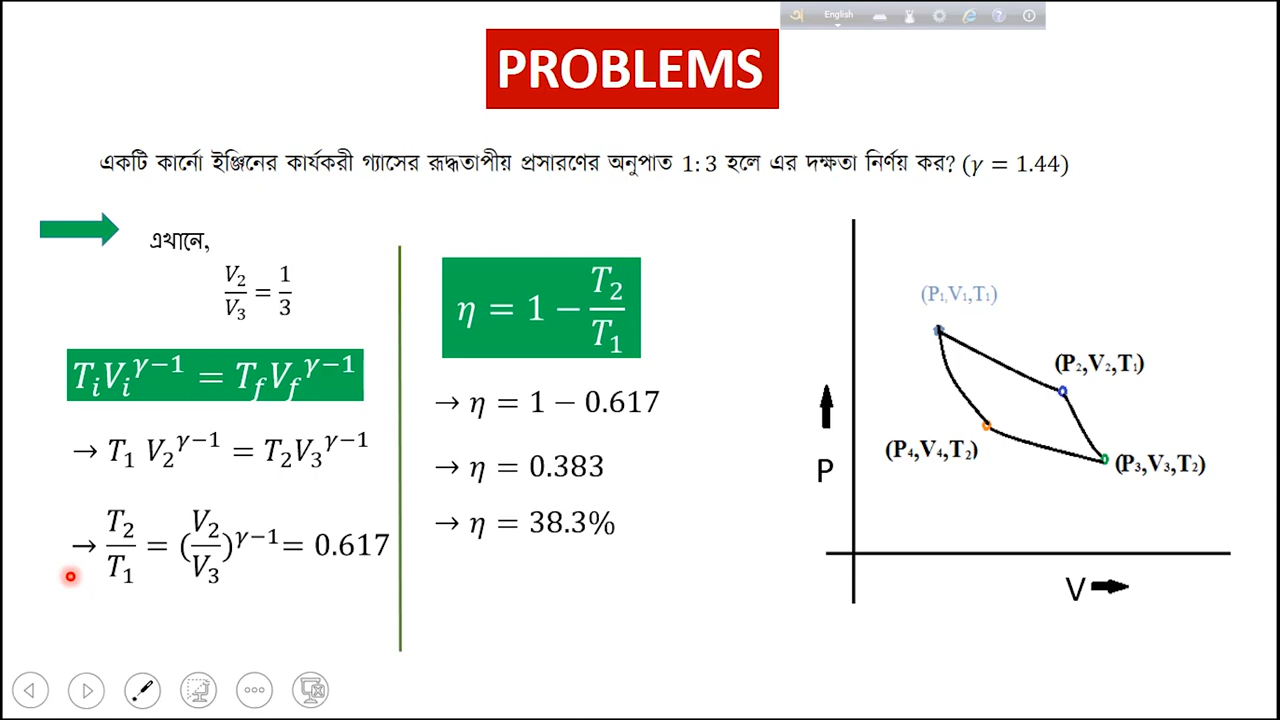 অ English
PROBLEMS
একটি কার্নো ইঞ্জিনের কার্যকরী গ্যাসের রূদ্ধতাপীয় প্রসারণের অনুপাত 1: 3 হলে এর দক্ষতা নির্ণয় কর? (γ = 1.44)
এখানে,
V₂/V₃ = 1/3
TᵢVᵢ^γ−1 = T_fV_f^γ−1
→ T₁ V₂^γ−1 = T₂V₃^γ−1
→ T₂/T₁ = (V₂/V₃)^γ−1 = 0.617
η = 1 − T₂/T₁
→ η = 1 − 0.617
→ η = 0.383
→ η = 38.3%
(P₁,V₁,T₁)
(P₂,V₂,T₁)
(P₄,V₄,T₂)
(P₃,V₃,T₂)
P
V